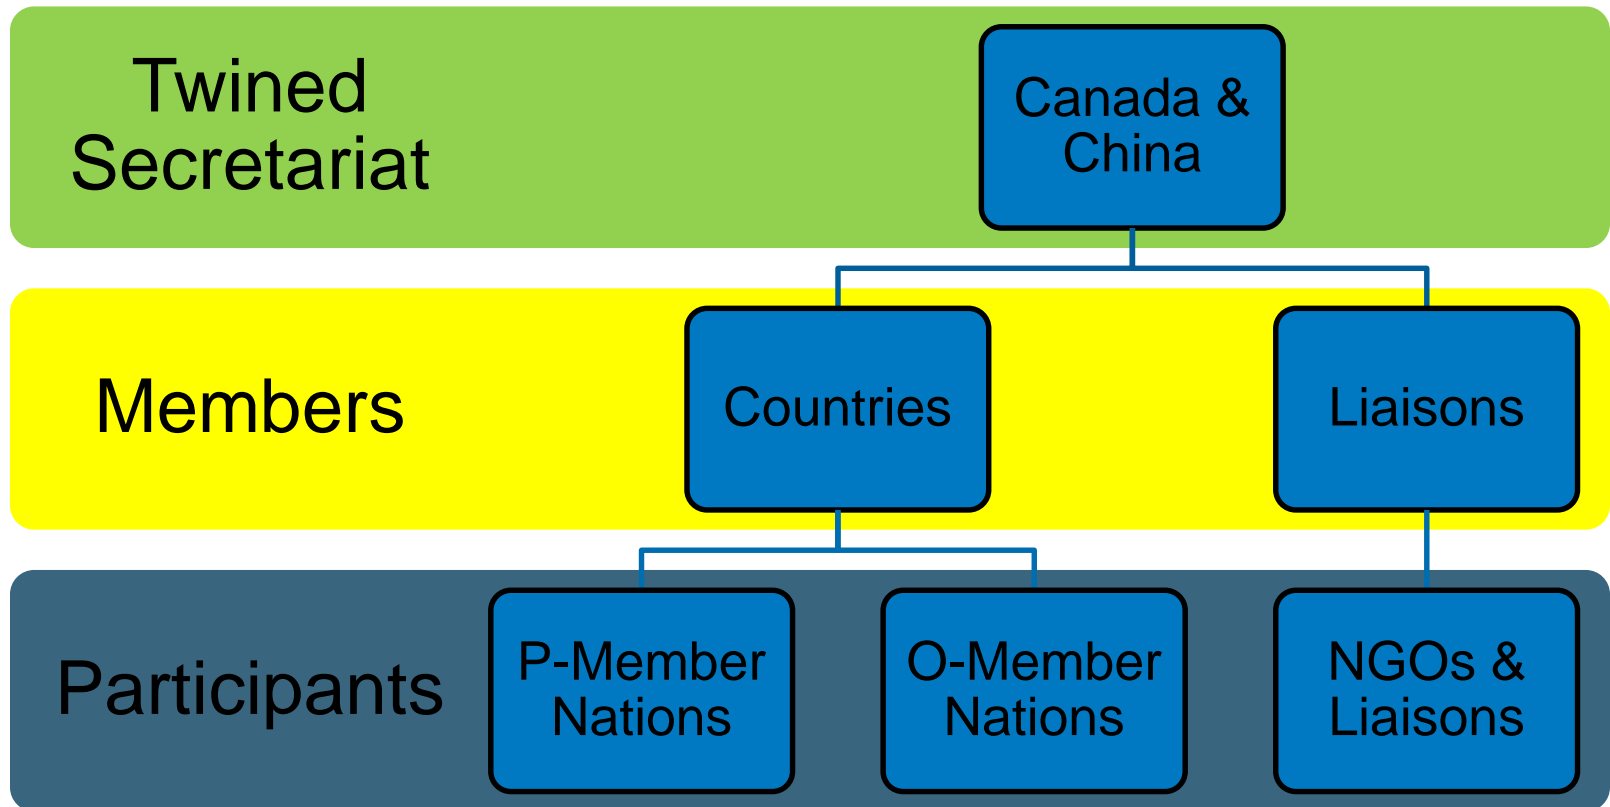 Twined
Secretariat
Canada &
China
Members
Countries
Liaisons
Participants
P-Member
Nations
O-Member
Nations
NGOs &
Liaisons